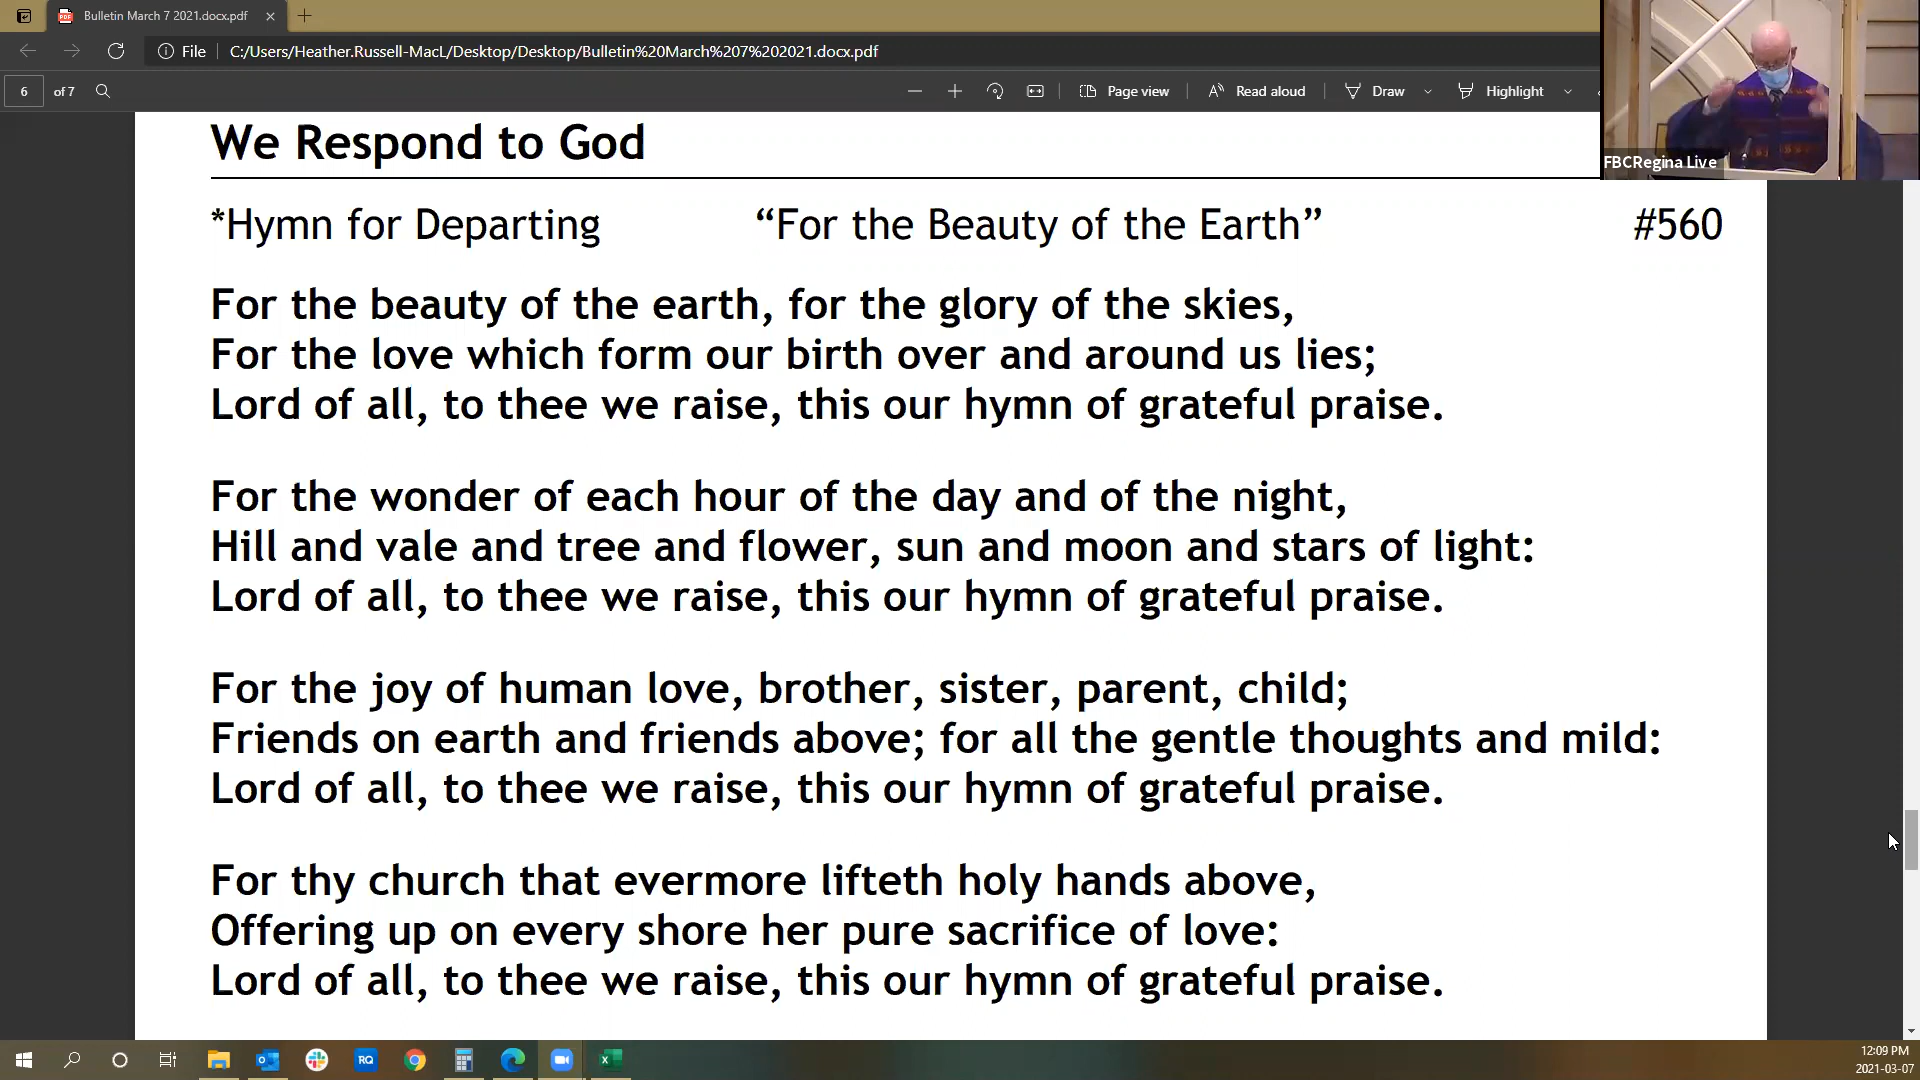 Bulletin March 7 2021.docx.pdf
File
C:/Users/Heather.Russell-MacL/Desktop/Desktop/Bulletin%20March%207%202021.docx.pdf
6 of 7
Page view
Read aloud
Draw
Highlight
FBCRegina Live
We Respond to God
*Hymn for Departing “For the Beauty of the Earth” #560
For the beauty of the earth, for the glory of the skies,
For the love which form our birth over and around us lies;
Lord of all, to thee we raise, this our hymn of grateful praise.
For the wonder of each hour of the day and of the night,
Hill and vale and tree and flower, sun and moon and stars of light:
Lord of all, to thee we raise, this our hymn of grateful praise.
For the joy of human love, brother, sister, parent, child;
Friends on earth and friends above; for all the gentle thoughts and mild:
Lord of all, to thee we raise, this our hymn of grateful praise.
For thy church that evermore lifteth holy hands above,
Offering up on every shore her pure sacrifice of love:
Lord of all, to thee we raise, this our hymn of grateful praise.
RQ
12:09 PM
2021-03-07